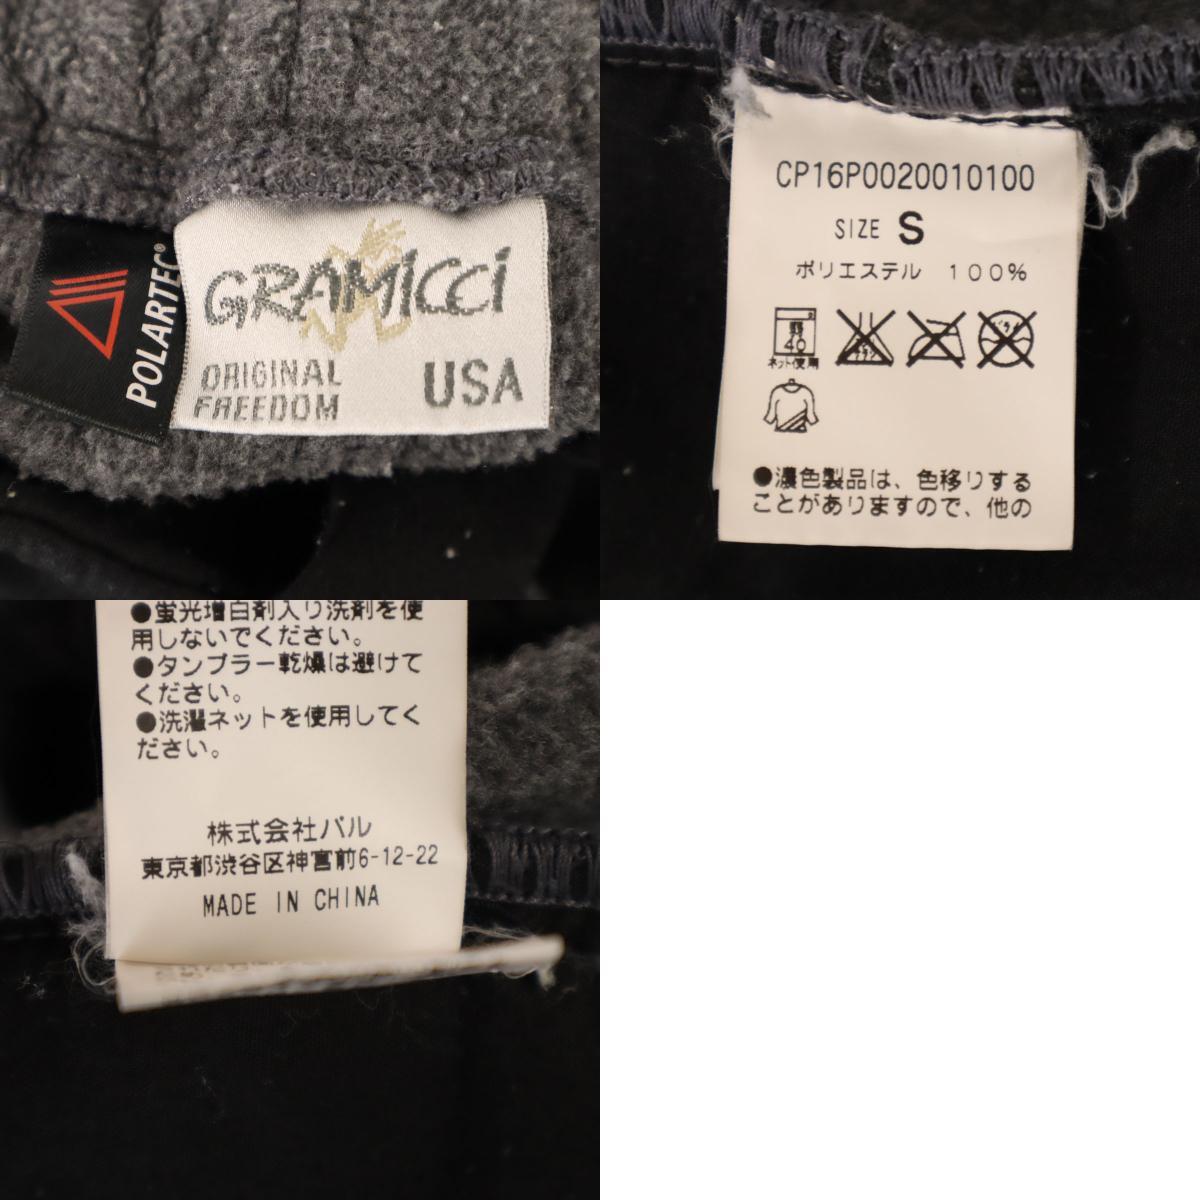 POLARTEC®
GRAMICCI
ORIGINAL
FREEDOM
USA
CP16P0020010100
SIZE S
ポリエステル 100%
40
ネット使用
●濃色製品は、色移りする
ことがありますので、他の
●蛍光増白剤入り洗剤を使
用しないでください。
●タンブラー乾燥は避けて
ください。
●洗濯ネットを使用してく
ださい。
株式会社パル
東京都渋谷区神宮前6-12-22
MADE IN CHINA